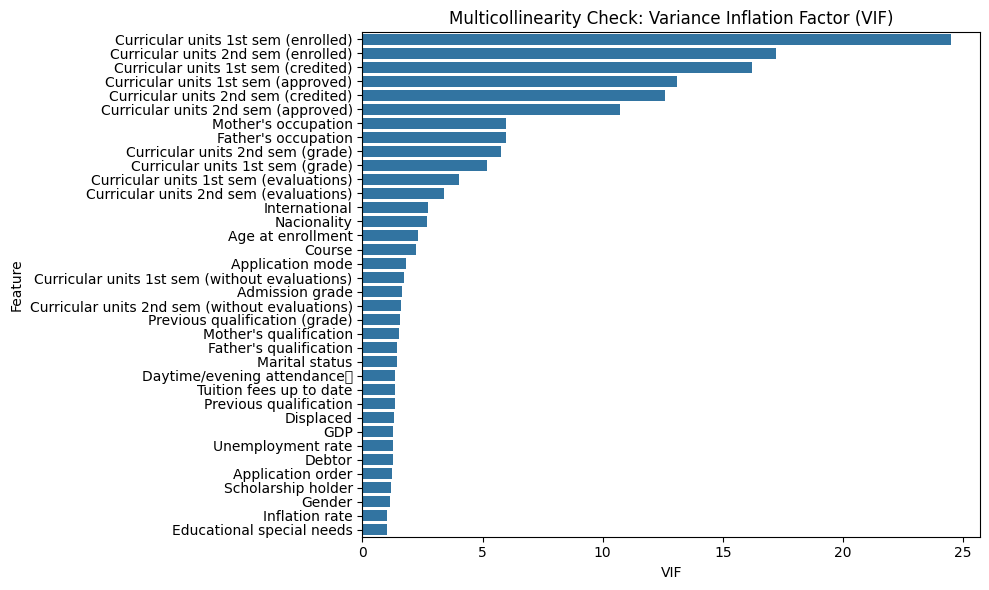 Multicollinearity Check: Variance Inflation Factor (VIF)
Curricular units 1st sem (enrolled)
Curricular units 2nd sem (enrolled)
Curricular units 1st sem (credited)
Curricular units 1st sem (approved)
Curricular units 2nd sem (credited)
Curricular units 2nd sem (approved)
Mother's occupation
Father's occupation
Curricular units 2nd sem (grade)
Curricular units 1st sem (grade)
Curricular units 1st sem (evaluations)
Curricular units 2nd sem (evaluations)
International
Nacionality
Age at enrollment
Course
Application mode
Curricular units 1st sem (without evaluations)
Admission grade
Curricular units 2nd sem (without evaluations)
Previous qualification (grade)
Mother's qualification
Father's qualification
Marital status
Daytime/evening attendance
Tuition fees up to date
Previous qualification
Displaced
GDP
Unemployment rate
Debtor
Application order
Scholarship holder
Gender
Inflation rate
Educational special needs
Feature
0 5 10 15 20 25
VIF